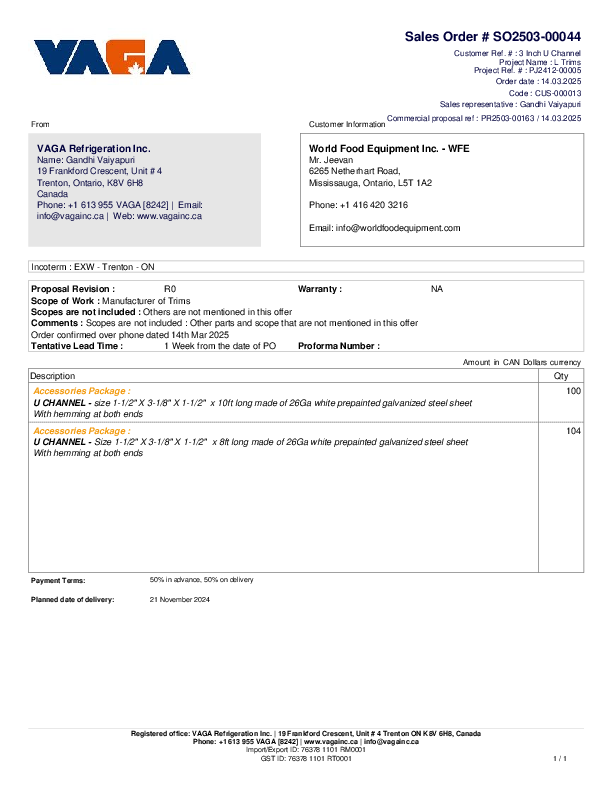 VAGA
Sales Order # SO2503-00044
Customer Ref. # : 3 Inch U Channel
Project Name : L Trims
Project Ref. # : PJ2412-00005
Order date : 14.03.2025
Code : CUS-000013
Sales representative : Gandhi Vaiyapuri
Commercial proposal ref : PR2503-00163 / 14.03.2025
From
Customer Information
VAGA Refrigeration Inc.
Name: Gandhi Vaiyapuri
19 Frankford Crescent, Unit # 4
Trenton, Ontario, K8V 6H8
Canada
Phone: +1 613 955 VAGA [8242] | Email:
info@vagainc.ca | Web: www.vagainc.ca
World Food Equipment Inc. - WFE
Mr. Jeevan
6265 Netherhart Road,
Mississauga, Ontario, L5T 1A2
Phone: +1 416 420 3216
Email: info@worldfoodequipment.com
Incoterm : EXW - Trenton - ON
Proposal Revision : R0 Warranty : NA
Scope of Work : Manufacturer of Trims
Scopes are not included : Others are not mentioned in this offer
Comments : Scopes are not included : Other parts and scope that are not mentioned in this offer
Order confirmed over phone dated 14th Mar 2025
Tentative Lead Time : 1 Week from the date of PO Proforma Number :
Amount in CAN Dollars currency
Description Qty
Accessories Package : 100
U CHANNEL - size 1-1/2" X 3-1/8" X 1-1/2" x 10ft long made of 26Ga white prepainted galvanized steel sheet
With hemming at both ends
Accessories Package : 104
U CHANNEL - Size 1-1/2" X 3-1/8" X 1-1/2" x 8ft long made of 26Ga white prepainted galvanized steel sheet
With hemming at both ends
Payment Terms: 50% in advance, 50% on delivery
Planned date of delivery: 21 November 2024
Registered office: VAGA Refrigeration Inc. | 19 Frankford Crescent, Unit # 4 Trenton ON K8V 6H8, Canada
Phone: +1 613 955 VAGA [8242] | www.vagainc.ca | info@vagainc.ca
Import/Export ID: 76378 1101 RM0001
GST ID: 76378 1101 RT0001
1 / 1